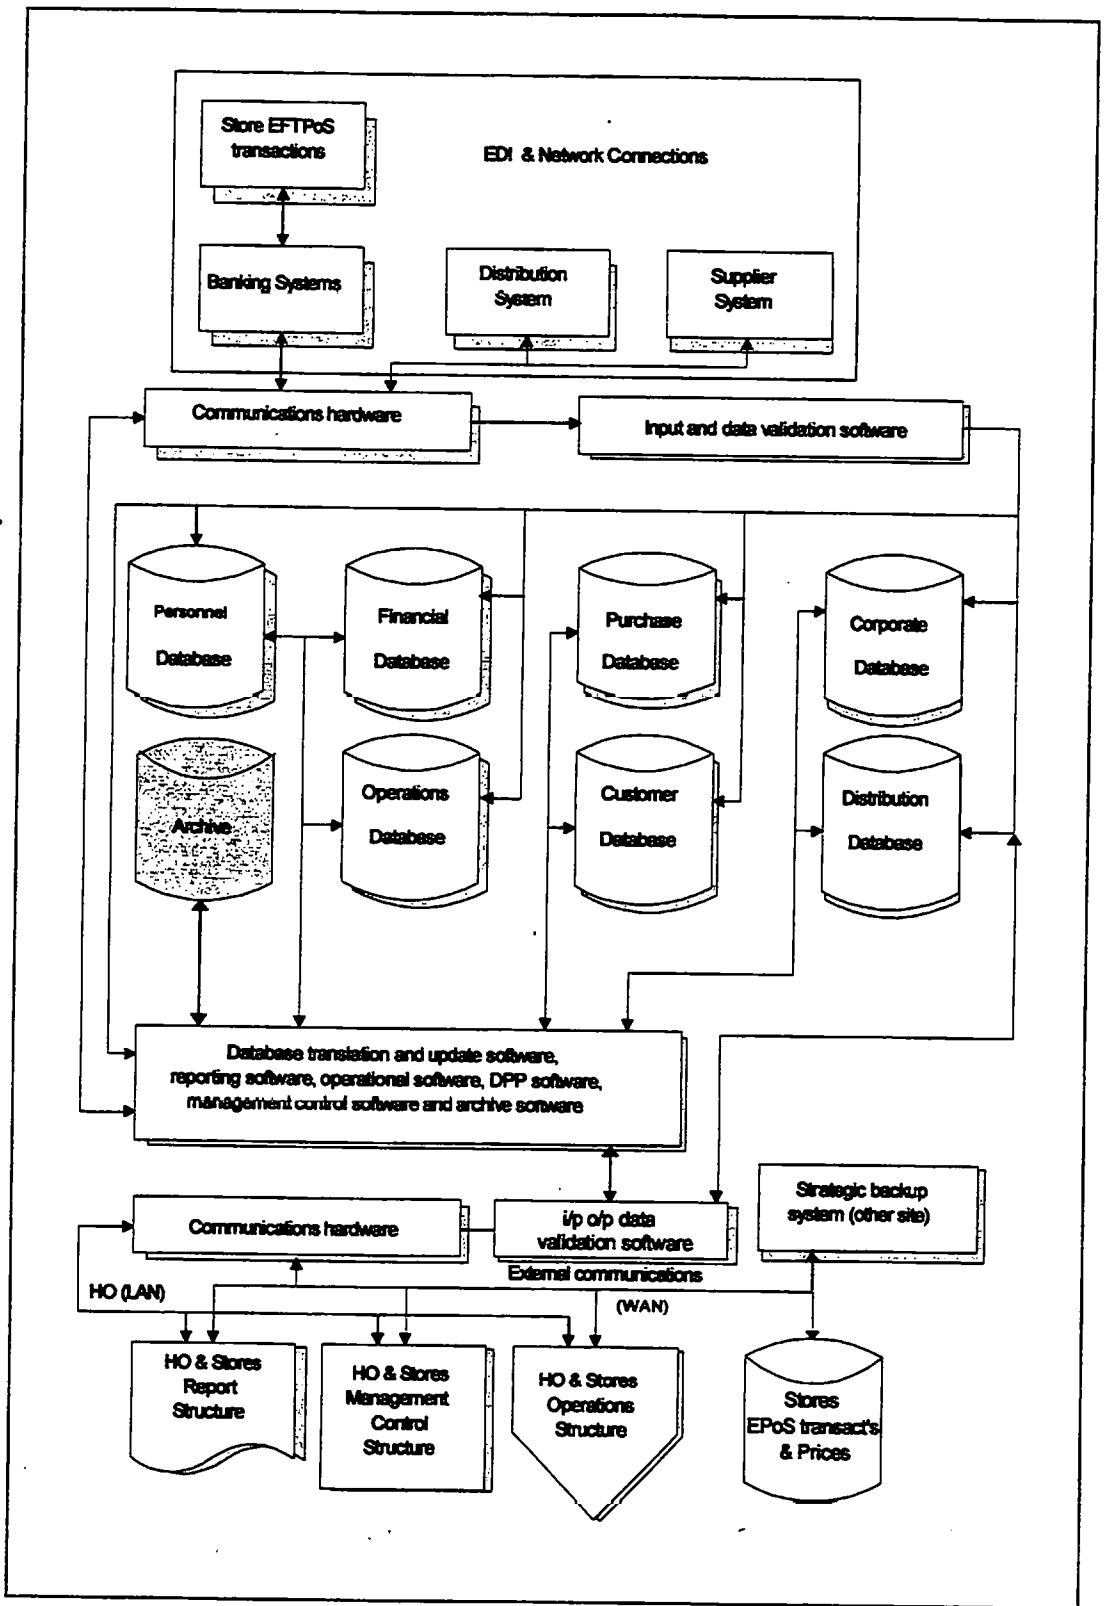 Store EFTPoS
transactions
EDI & Network Connections
Banking Systems
Distribution
System
Supplier
System
Communications hardware
Input and data validation software
Personnel
Database
Financial
Database
Purchase
Database
Corporate
Database
Archive
Operations
Database
Customer
Database
Distribution
Database
Database translation and update software,
reporting software, operational software, DPP software,
management control software and archive software
Communications hardware
i/p o/p data
validation software
Strategic backup
system (other site)
External communications
HO (LAN)
(WAN)
HO & Stores
Report
Structure
HO & Stores
Management
Control
Structure
HO & Stores
Operations
Structure
Stores
EPoS transact's
& Prices